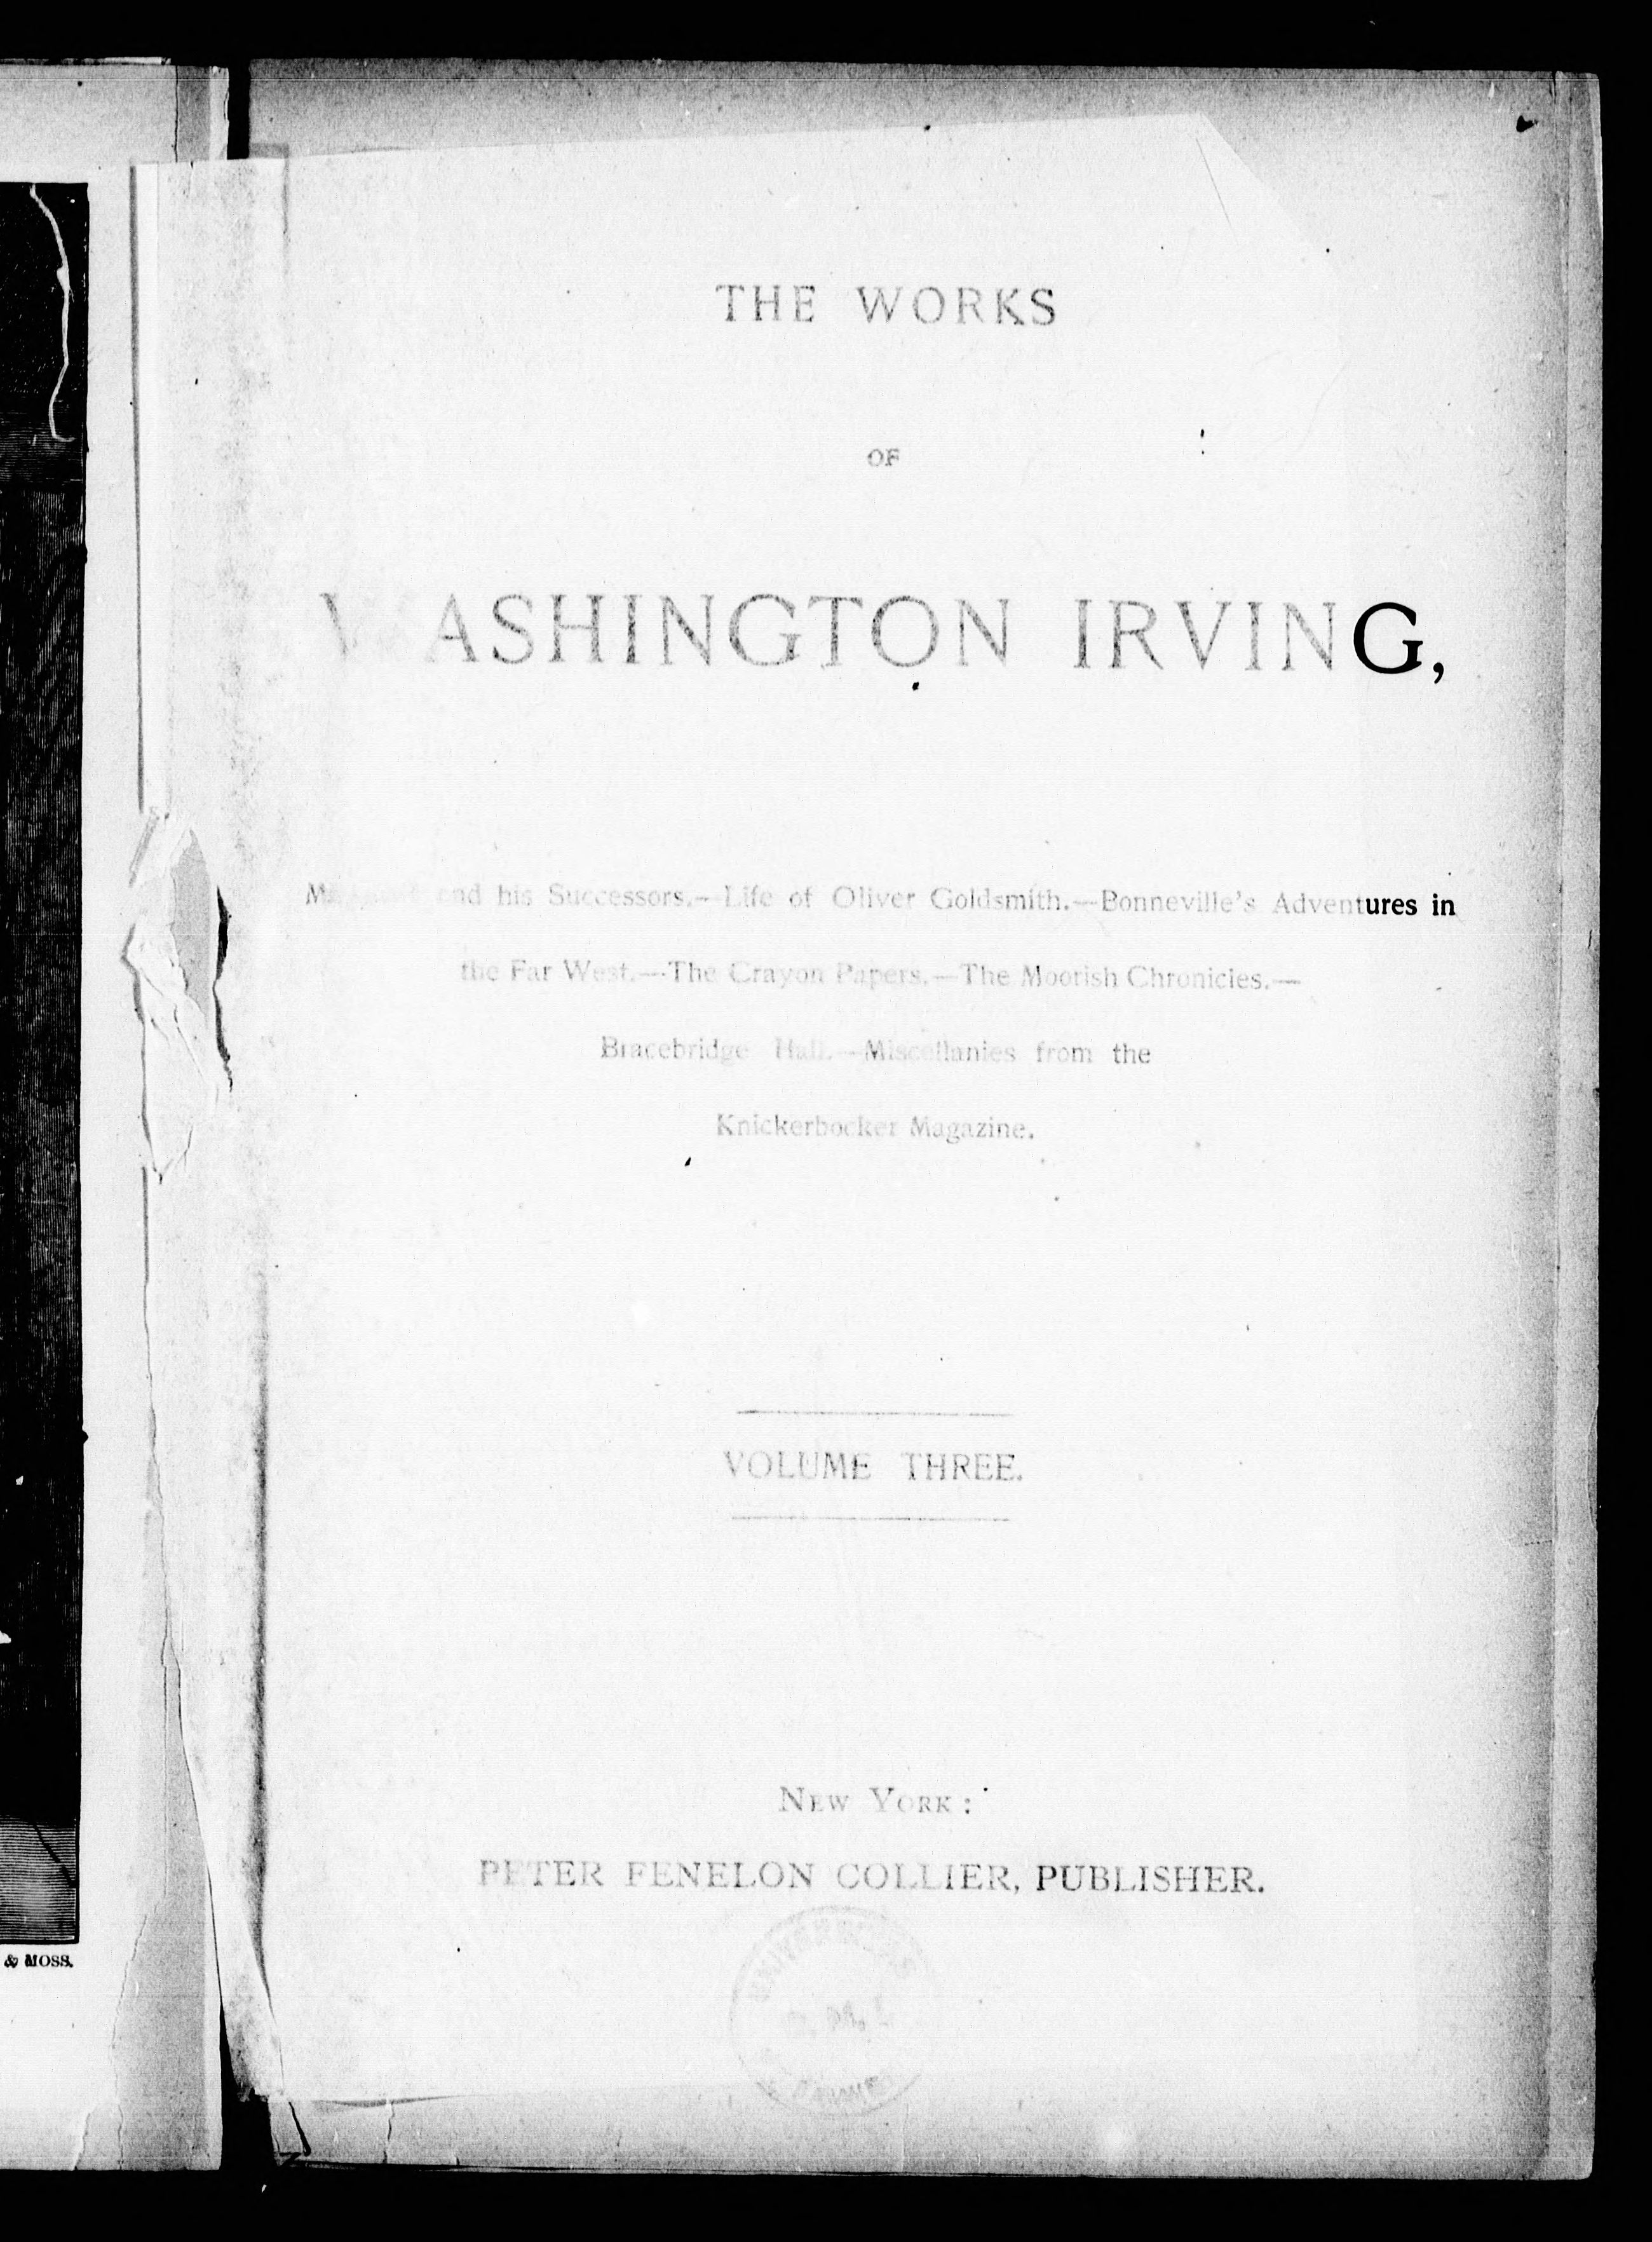 THE WORKS
OF
WASHINGTON IRVING,
and his Successors.—Life of Oliver Goldsmith.—Bonneville's Adventures in
the Far West.—The Crayon Papers.—The Moorish Chronicles.—
Bracebridge Hall.—Miscellanies from the
Knickerbocker Magazine.
VOLUME THREE.
NEW YORK:
PETER FENELON COLLIER, PUBLISHER.
& MOSS.